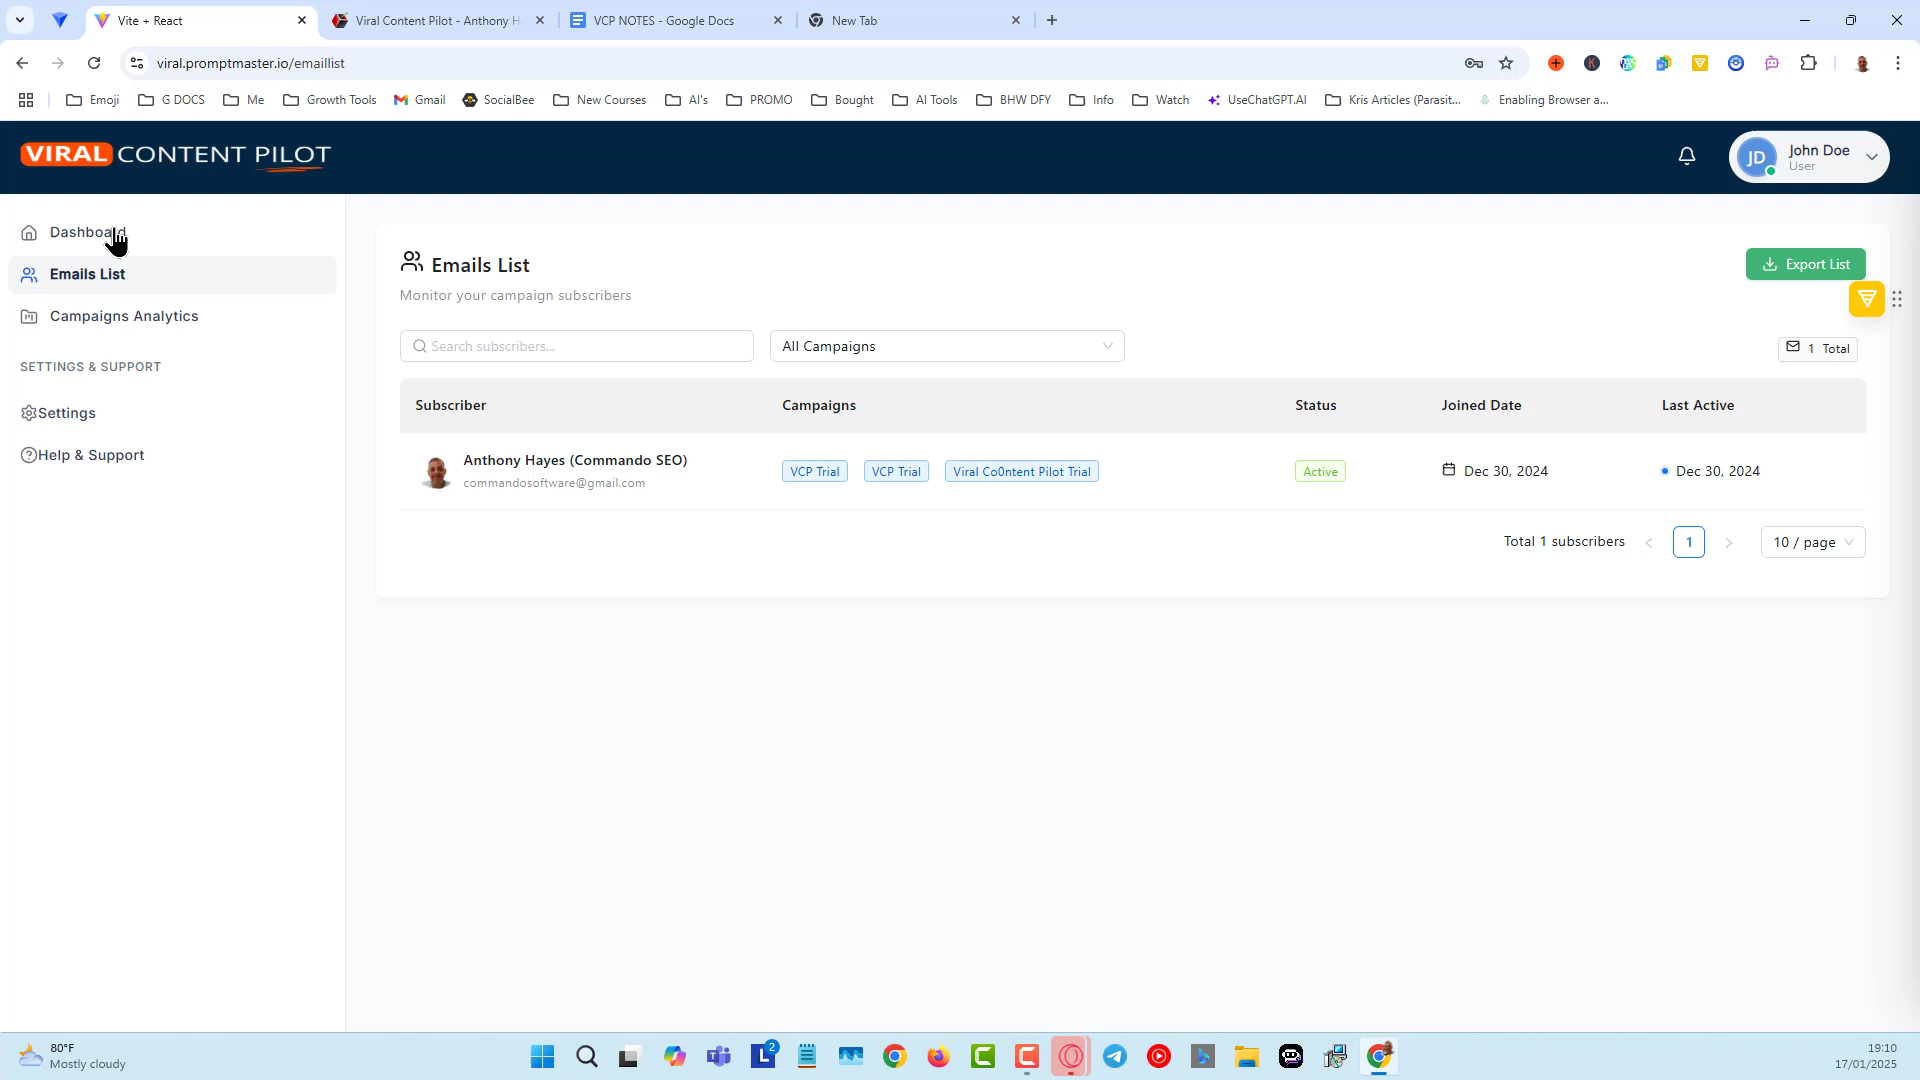 Vite + React
Viral Content Pilot - Anthony H
VCP NOTES - Google Docs
New Tab
viral.promptmaster.io/emaillist
Emoji
G DOCS
Me
Growth Tools
Gmail
SocialBee
New Courses
AI's
PROMO
Bought
AI Tools
BHW DFY
Info
Watch
UseChatGPT.AI
Kris Articles (Parasit...
Enabling Browser a...
VIRAL CONTENT PILOT
JD
John Doe
User
Dashboard
Emails List
Campaigns Analytics
SETTINGS & SUPPORT
Settings
Help & Support
Emails List
Monitor your campaign subscribers
Export List
Search subscribers...
All Campaigns
1 Total
Subscriber
Campaigns
Status
Joined Date
Last Active
Anthony Hayes (Commando SEO)
commandosoftware@gmail.com
VCP Trial
VCP Trial
Viral Co0ntent Pilot Trial
Active
Dec 30, 2024
Dec 30, 2024
Total 1 subscribers
1
10 / page
80°F
Mostly cloudy
2
19:10
17/01/2025